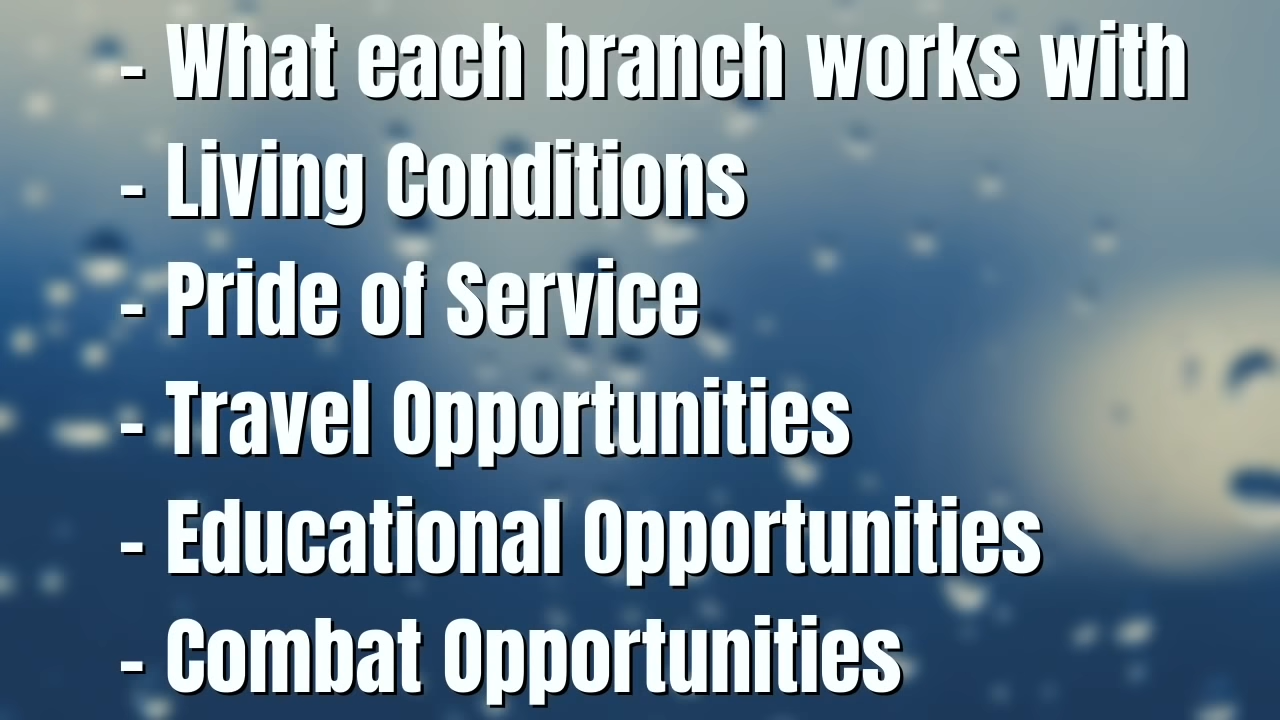 - What each branch works with
- Living Conditions
- Pride of Service
- Travel Opportunities
- Educational Opportunities
- Combat Opportunities